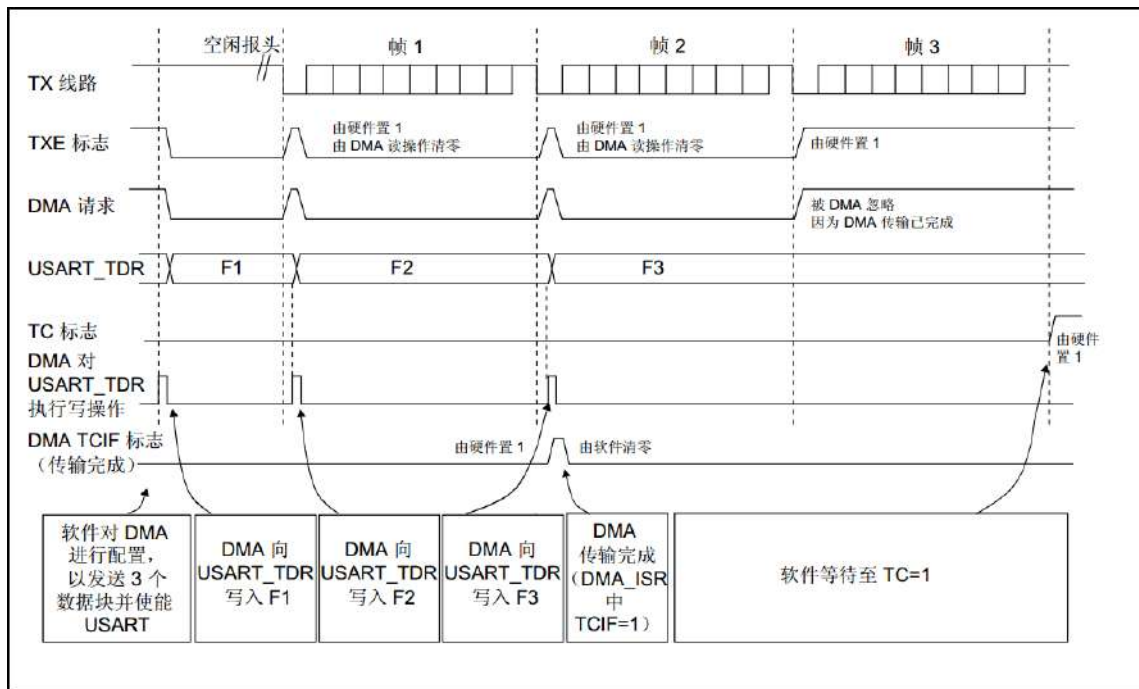 空闲报头
帧 1
帧 2
帧 3
TX 线路
TXE 标志
由硬件置 1
由 DMA 读操作清零
由硬件置 1
由 DMA 读操作清零
由硬件置 1
DMA 请求
被 DMA 忽略
因为 DMA 传输已完成
USART_TDR
F1
F2
F3
TC 标志
由硬件
置 1
DMA 对
USART_TDR
执行写操作
DMA TCIF 标志
（传输完成）
由硬件置 1
由软件清零
软件对 DMA
进行配置，
以发送 3 个
数据块并使能
USART
DMA 向
USART_TDR
写入 F1
DMA 向
USART_TDR
写入 F2
DMA 向
USART_TDR
写入 F3
DMA
传输完成
（DMA_ISR
中
TCIF=1）
软件等待至 TC=1